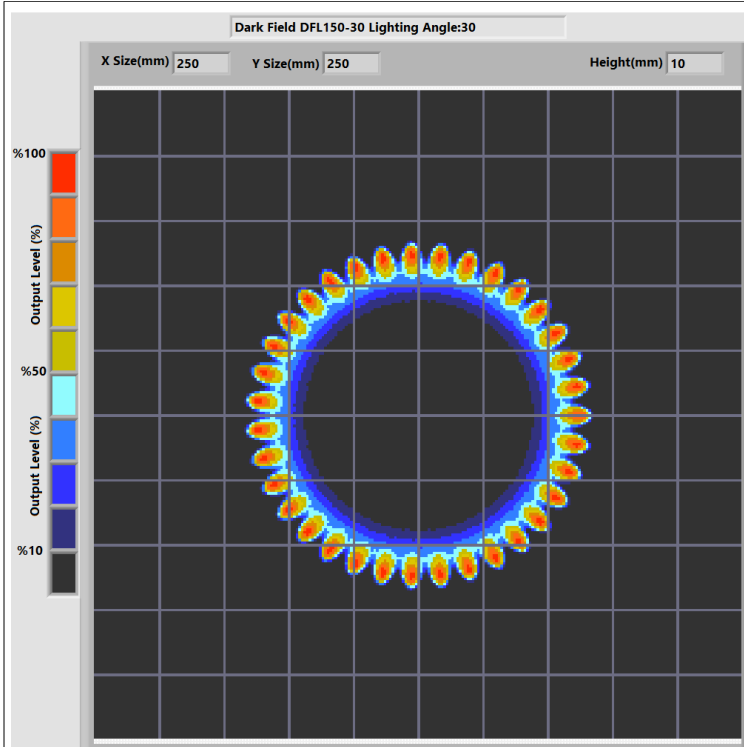 Dark Field DFL150-30 Lighting Angle:30
X Size(mm) 250 Y Size(mm) 250 Height(mm) 10
%100
Output Level (%)
%50
Output Level (%)
%10